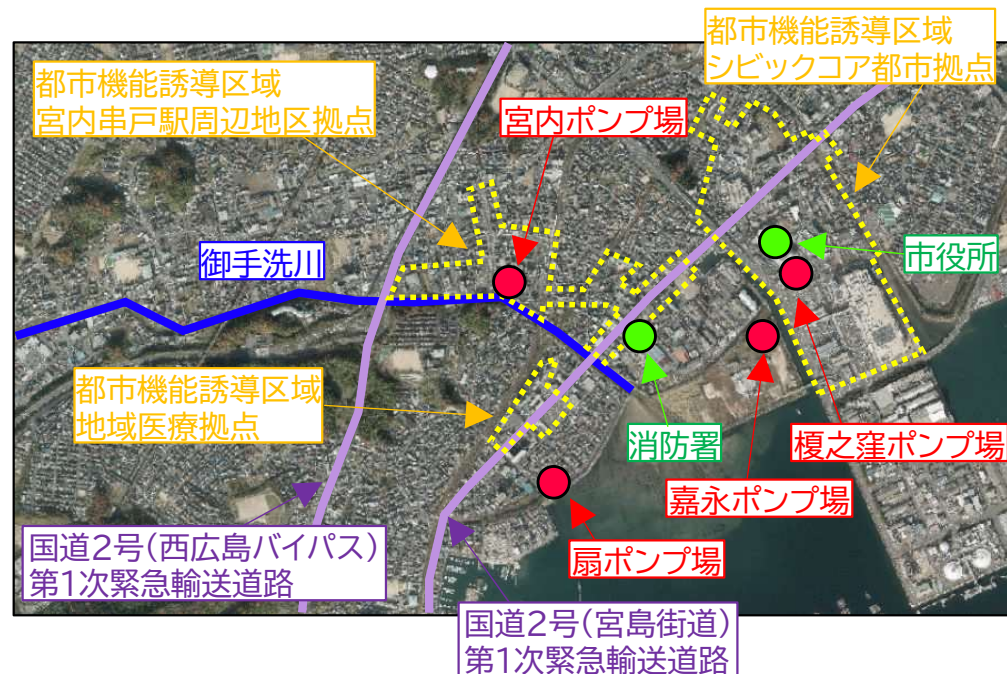 都市機能誘導区域
シビックコア都市拠点
都市機能誘導区域
宮内串戸駅周辺地区拠点
宮内ポンプ場
御手洗川
市役所
都市機能誘導区域
地域医療拠点
消防署
榎之窪ポンプ場
嘉永ポンプ場
国道2号(西広島バイパス)
第1次緊急輸送道路
扇ポンプ場
国道2号(宮島街道)
第1次緊急輸送道路